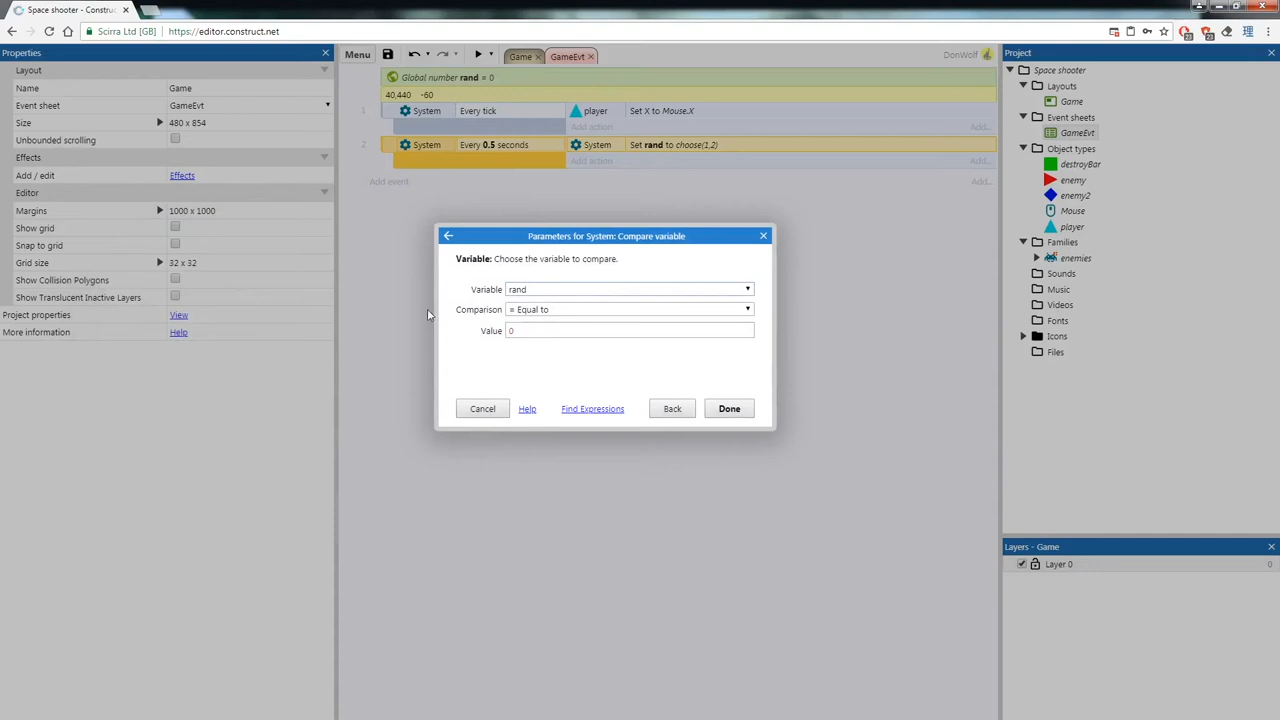 Space shooter - Constru
Scirra Ltd [GB] https://editor.construct.net
Properties
Layout
Name Game
Event sheet GameEvt
Size 480 x 854
Unbounded scrolling
Effects
Add / edit Effects
Editor
Margins 1000 x 1000
Show grid
Snap to grid
Grid size 32 x 32
Show Collision Polygons
Show Translucent Inactive Layers
Project properties View
More information Help
Menu Game GameEvt DonWolf
Global number rand = 0
40,440 -60
1 System Every tick player Set X to Mouse.X
Add action Add...
2 System Every 0.5 seconds System Set rand to choose(1,2)
Add action Add...
Add event Add...
Parameters for System: Compare variable
Variable: Choose the variable to compare.
Variable rand
Comparison = Equal to
Value 0
Cancel Help Find Expressions Back Done
Project
Space shooter
Layouts
Game
Event sheets
GameEvt
Object types
destroyBar
enemy
enemy2
Mouse
player
Families
enemies
Sounds
Music
Videos
Fonts
Icons
Files
Layers - Game
Layer 0 0